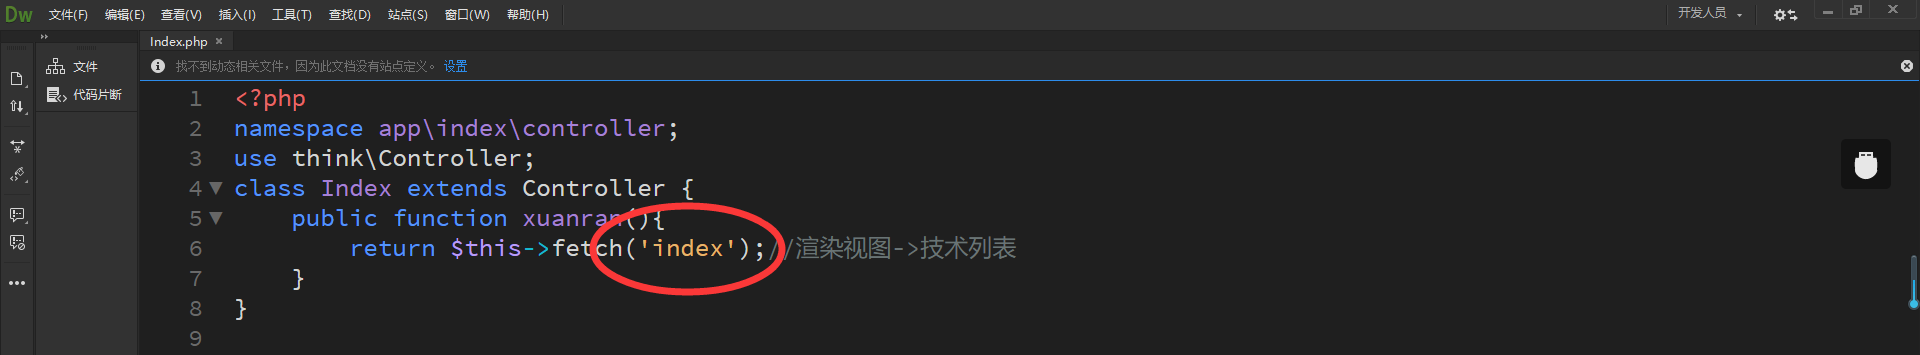 Dw 文件(F) 编辑(E) 查看(V) 插入(I) 工具(T) 查找(D) 站点(S) 窗口(W) 帮助(H) 开发人员
Index.php ×
文件
代码片断
找不到动态相关文件，因为此文档没有站点定义。 设置
1 <?php
2 namespace app\index\controller;
3 use think\Controller;
4 class Index extends Controller {
5 public function xuanran(){
6 return $this->fetch('index');//渲染视图->技术列表
7 }
8 }
9